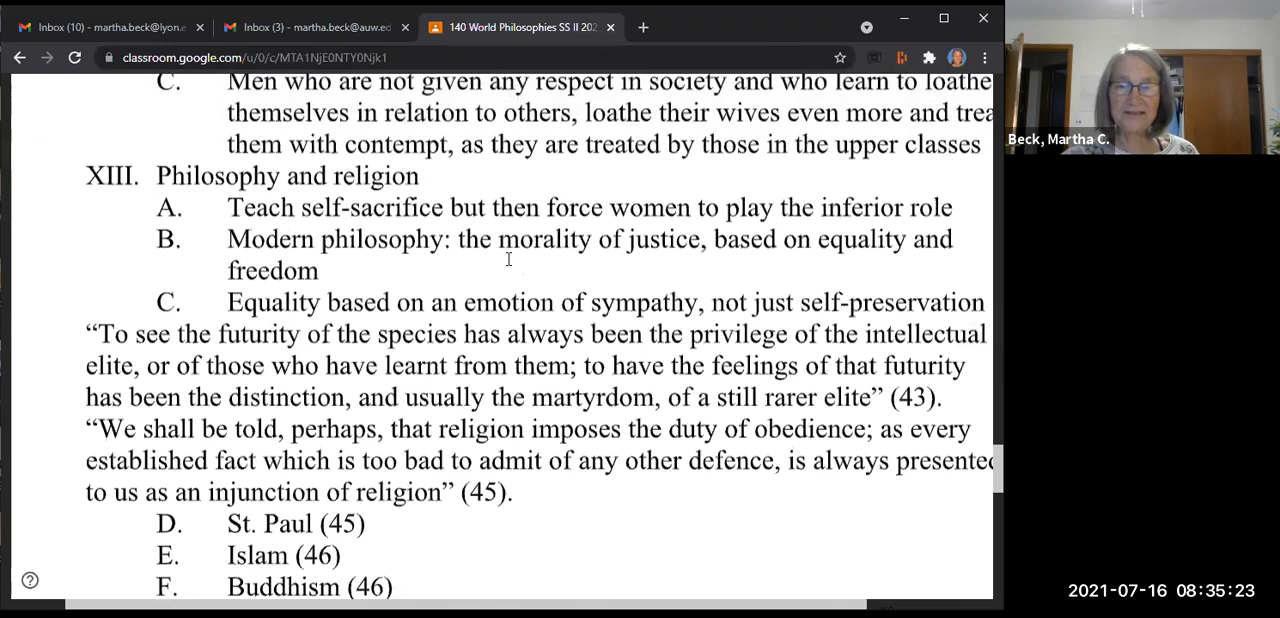 Inbox (10) - martha.beck@lyon.e
Inbox (3) - martha.beck@auw.ed
140 World Philosophies SS II 202
classroom.google.com/u/0/c/MTA1NjE0NTY0Njk1
C. Men who are not given any respect in society and who learn to loathe
themselves in relation to others, loathe their wives even more and trea
them with contempt, as they are treated by those in the upper classes
XIII. Philosophy and religion
A. Teach self-sacrifice but then force women to play the inferior role
B. Modern philosophy: the morality of justice, based on equality and
freedom
C. Equality based on an emotion of sympathy, not just self-preservation
“To see the futurity of the species has always been the privilege of the intellectual
elite, or of those who have learnt from them; to have the feelings of that futurity
has been the distinction, and usually the martyrdom, of a still rarer elite” (43).
“We shall be told, perhaps, that religion imposes the duty of obedience; as every
established fact which is too bad to admit of any other defence, is always presented
to us as an injunction of religion” (45).
D. St. Paul (45)
E. Islam (46)
F. Buddhism (46)
Beck, Martha C.
2021-07-16 08:35:23